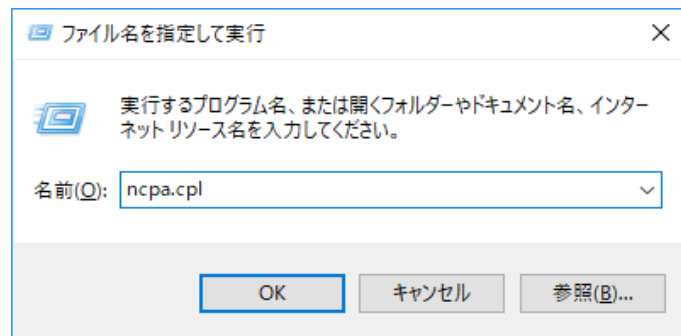 ファイル名を指定して実行
実行するプログラム名、または開くフォルダーやドキュメント名、インター
ネット リソース名を入力してください。
名前(O): ncpa.cpl
OK キャンセル 参照(B)...